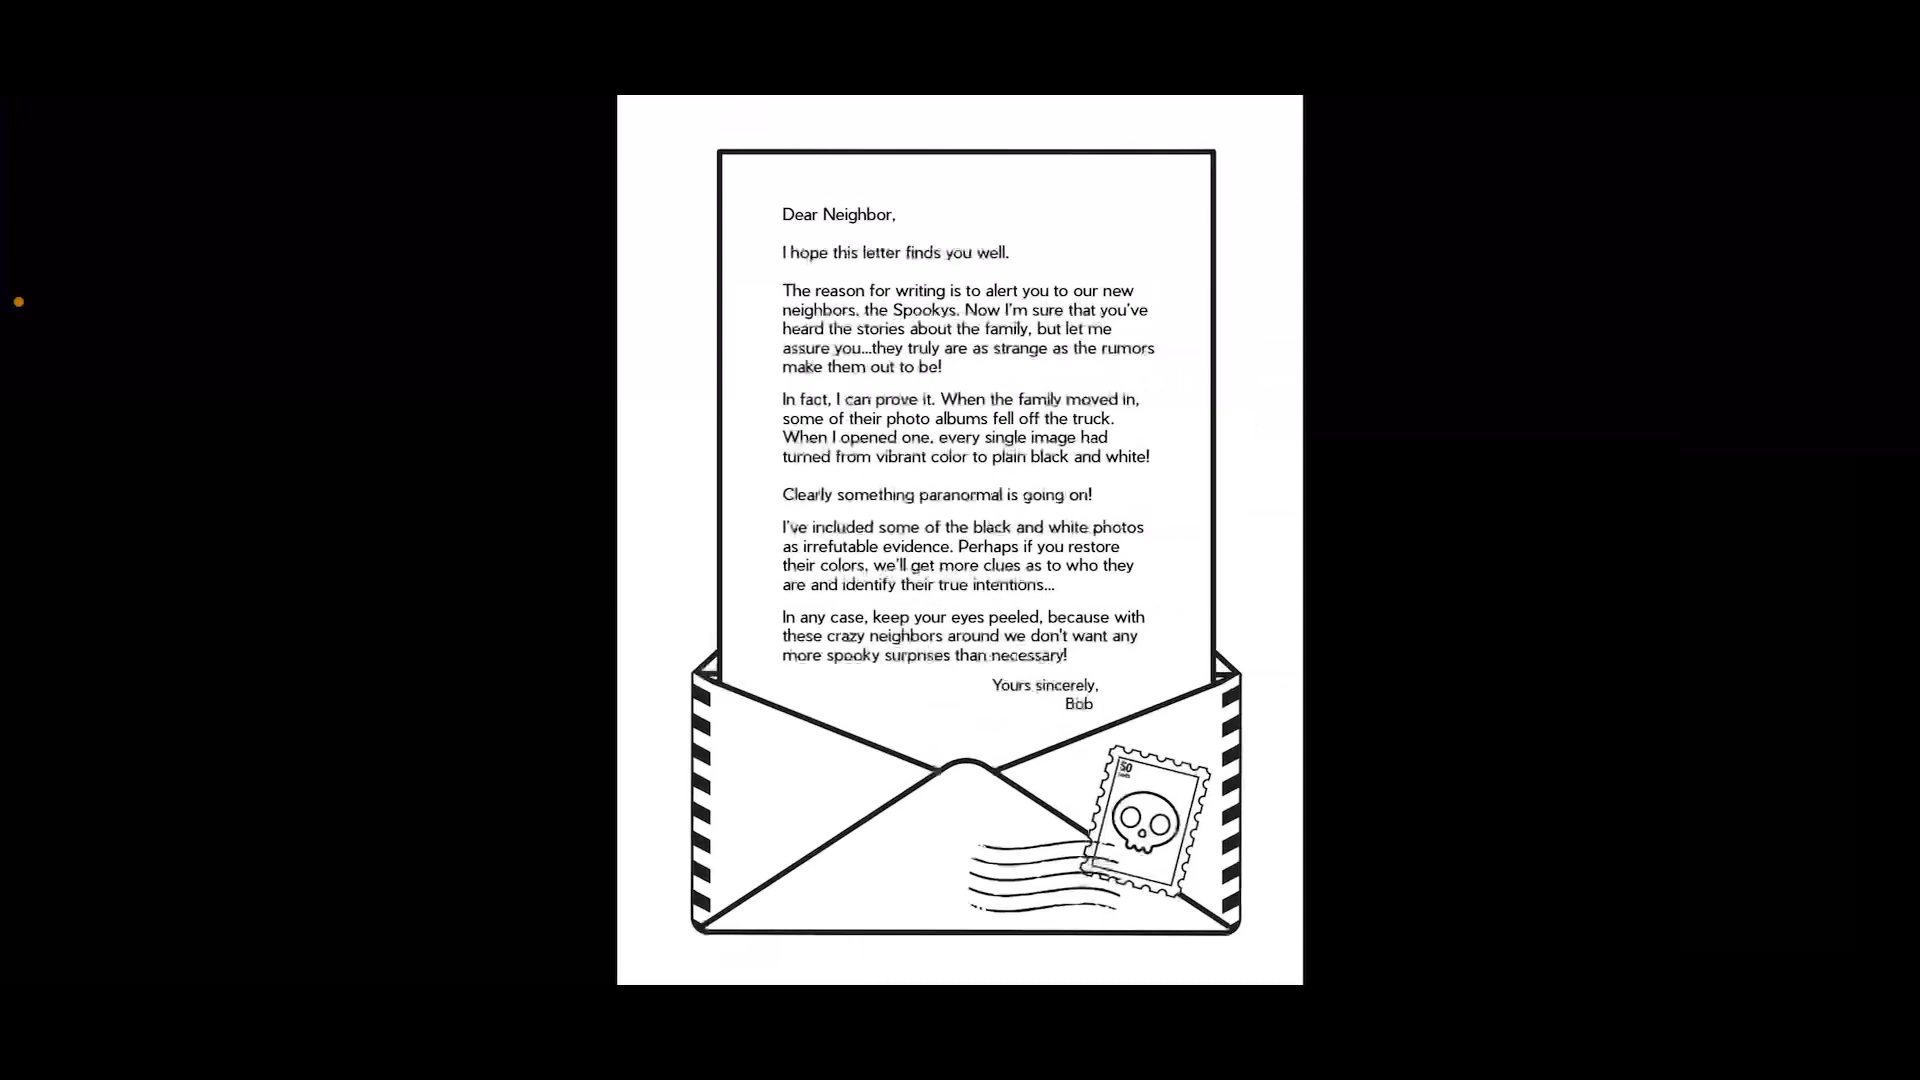 Dear Neighbor,
I hope this letter finds you well.
The reason for writing is to alert you to our new
neighbors, the Spookys. Now I'm sure that you've
heard the stories about the family, but let me
assure you...they truly are as strange as the rumors
make them out to be!
In fact, I can prove it. When the family moved in,
some of their photo albums fell off the truck.
When I opened one, every single image had
turned from vibrant color to plain black and white!
Clearly something paranormal is going on!
I've included some of the black and white photos
as irrefutable evidence. Perhaps if you restore
their colors, we'll get more clues as to who they
are and identify their true intentions...
In any case, keep your eyes peeled, because with
these crazy neighbors around we don't want any
more spooky surprises than necessary!
Yours sincerely,
Bob
50